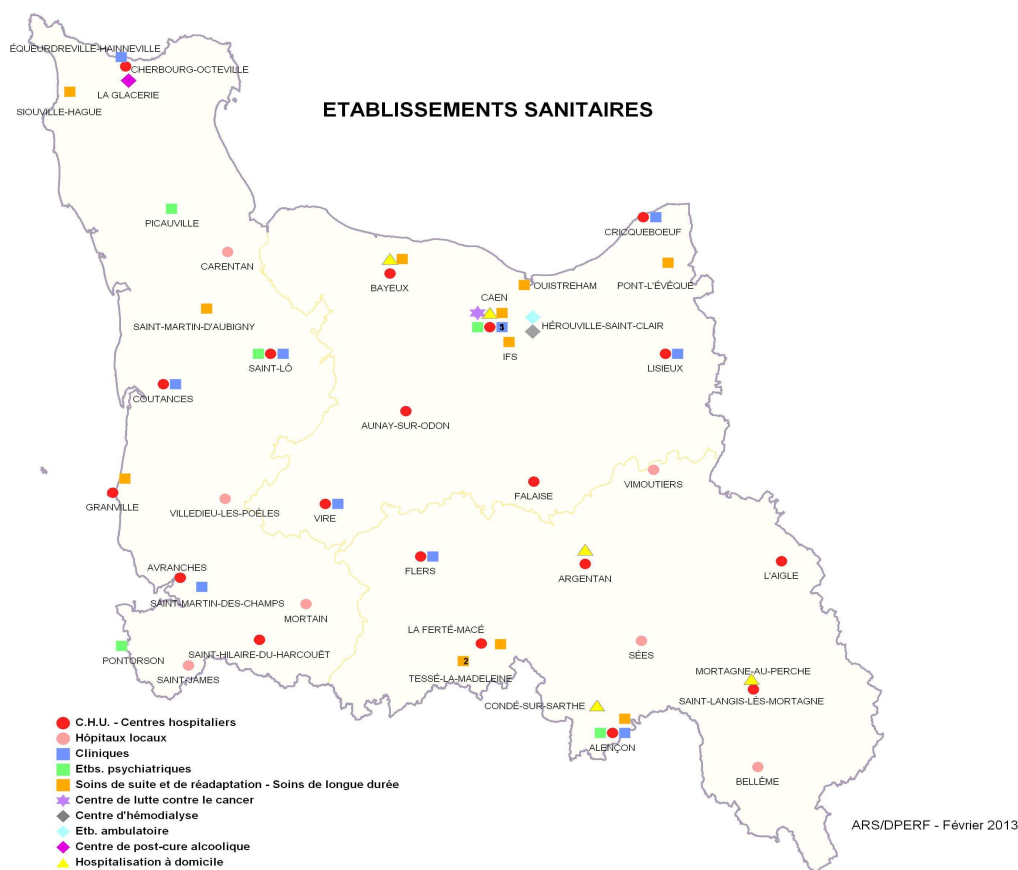 ÉQUEURDREVILLE-HAINNEVILLE
CHERBOURG-OCTEVILLE
LA GLACERIE
SIOUVILLE-HAGUE
ETABLISSEMENTS SANITAIRES
PICAUVILLE
CRICQUEBOEUF
CARENTAN
BAYEUX
OUISTREHAM
PONT-L'ÉVÊQUE
CAEN
SAINT-MARTIN-D'AUBIGNY
HÉROUVILLE-SAINT-CLAIR
3
IFS
SAINT-LÔ
LISIEUX
COUTANCES
AUNAY-SUR-ODON
VIMOUTIERS
FALAISE
GRANVILLE
VILLEDIEU-LES-POÊLES
VIRE
AVRANCHES
FLERS
ARGENTAN
L'AIGLE
SAINT-MARTIN-DES-CHAMPS
MORTAIN
LA FERTÉ-MACÉ
SAINT-HILAIRE-DU-HARCOUËT
PONTORSON
2
SÉES
SAINT-JAMES
TESSÉ-LA-MADELEINE
MORTAGNE-AU-PERCHE
CONDÉ-SUR-SARTHE
SAINT-LANGIS-LÈS-MORTAGNE
ALENÇON
BELLÊME
C.H.U. - Centres hospitaliers
Hôpitaux locaux
Cliniques
Etbs. psychiatriques
Soins de suite et de réadaptation - Soins de longue durée
Centre de lutte contre le cancer
Centre d'hémodialyse
Etb. ambulatoire
Centre de post-cure alcoolique
Hospitalisation à domicile
ARS/DPERF - Février 2013